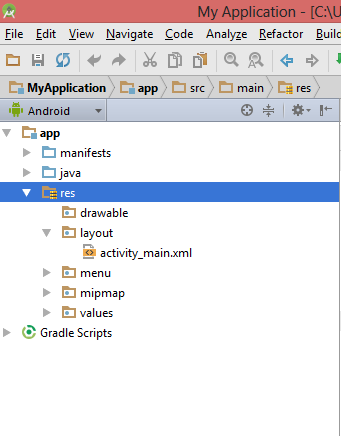 My Application - [C:\U
File Edit View Navigate Code Analyze Refactor Build
MyApplication app src main res
Android
app
manifests
java
res
drawable
layout
activity_main.xml
menu
mipmap
values
Gradle Scripts